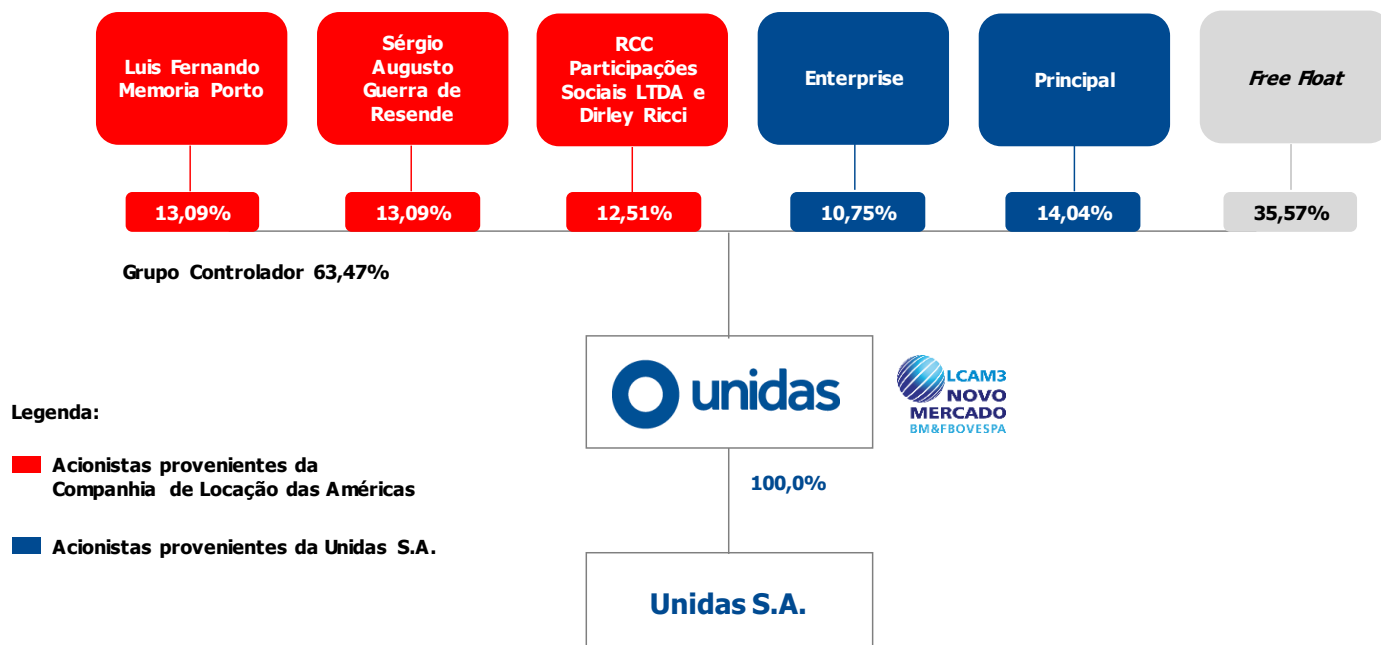 Luis Fernando
Memoria Porto
Sérgio
Augusto
Guerra de
Resende
RCC
Participações
Sociais LTDA e
Dirley Ricci
Enterprise
Principal
Free Float
13,09%
13,09%
12,51%
10,75%
14,04%
35,57%
Grupo Controlador 63,47%
unidas
LCAM3
NOVO
MERCADO
BM&FBOVESPA
Legenda:
Acionistas provenientes da
Companhia de Locação das Américas
100,0%
Acionistas provenientes da Unidas S.A.
Unidas S.A.